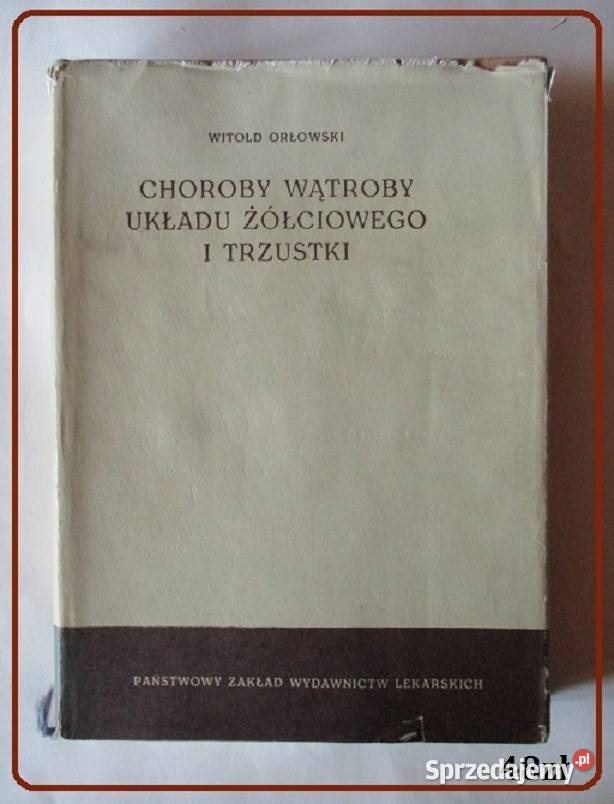 WITOLD ORŁOWSKI
CHOROBY WĄTROBY
UKŁADU ŻÓŁCIOWEGO
I TRZUSTKI
PAŃSTWOWY ZAKŁAD WYDAWNICTW LEKARSKICH
Sprzedajemy.pl